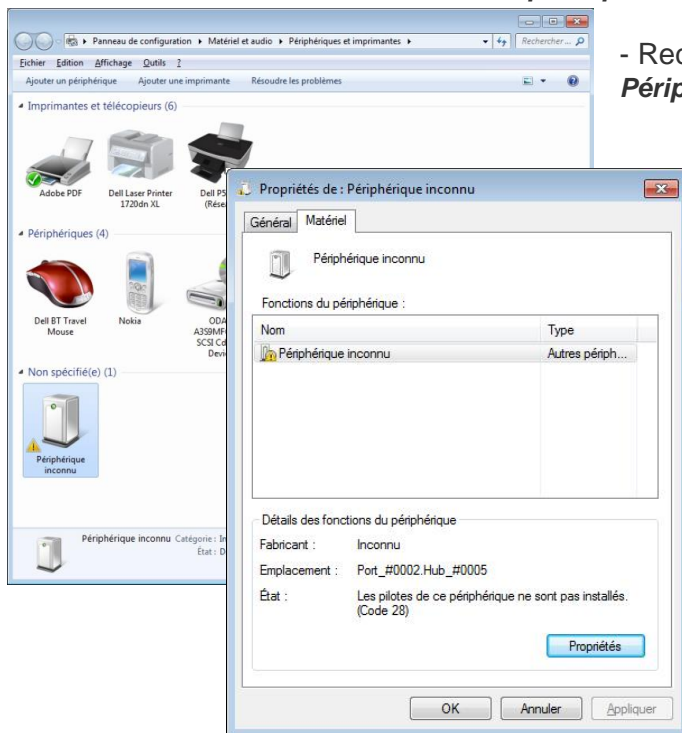 Panneau de configuration ▸ Matériel et audio ▸ Périphériques et imprimantes ▸
Rechercher ...
Fichier Edition Affichage Outils ?
Ajouter un périphérique Ajouter une imprimante Résoudre les problèmes
Imprimantes et télécopieurs (6)
Adobe PDF
Dell Laser Printer
1720dn XL
Dell
Périphériques (4)
Dell BT Travel
Mouse
Nokia
SCSI
Non spécifié(e) (1)
Périphérique
inconnu
Périphérique inconnu Catégorie :
État :
-
Propriétés de : Périphérique inconnu
Général Matériel
Périphérique inconnu
Fonctions du périphérique :
Nom Type
Périphérique inconnu Autres périph...
Détails des fonctions du périphérique
Fabricant : Inconnu
Emplacement : Port_#0002.Hub_#0005
État : Les pilotes de ce périphérique ne sont pas installés.
(Code 28)
Propriétés
OK Annuler Appliquer